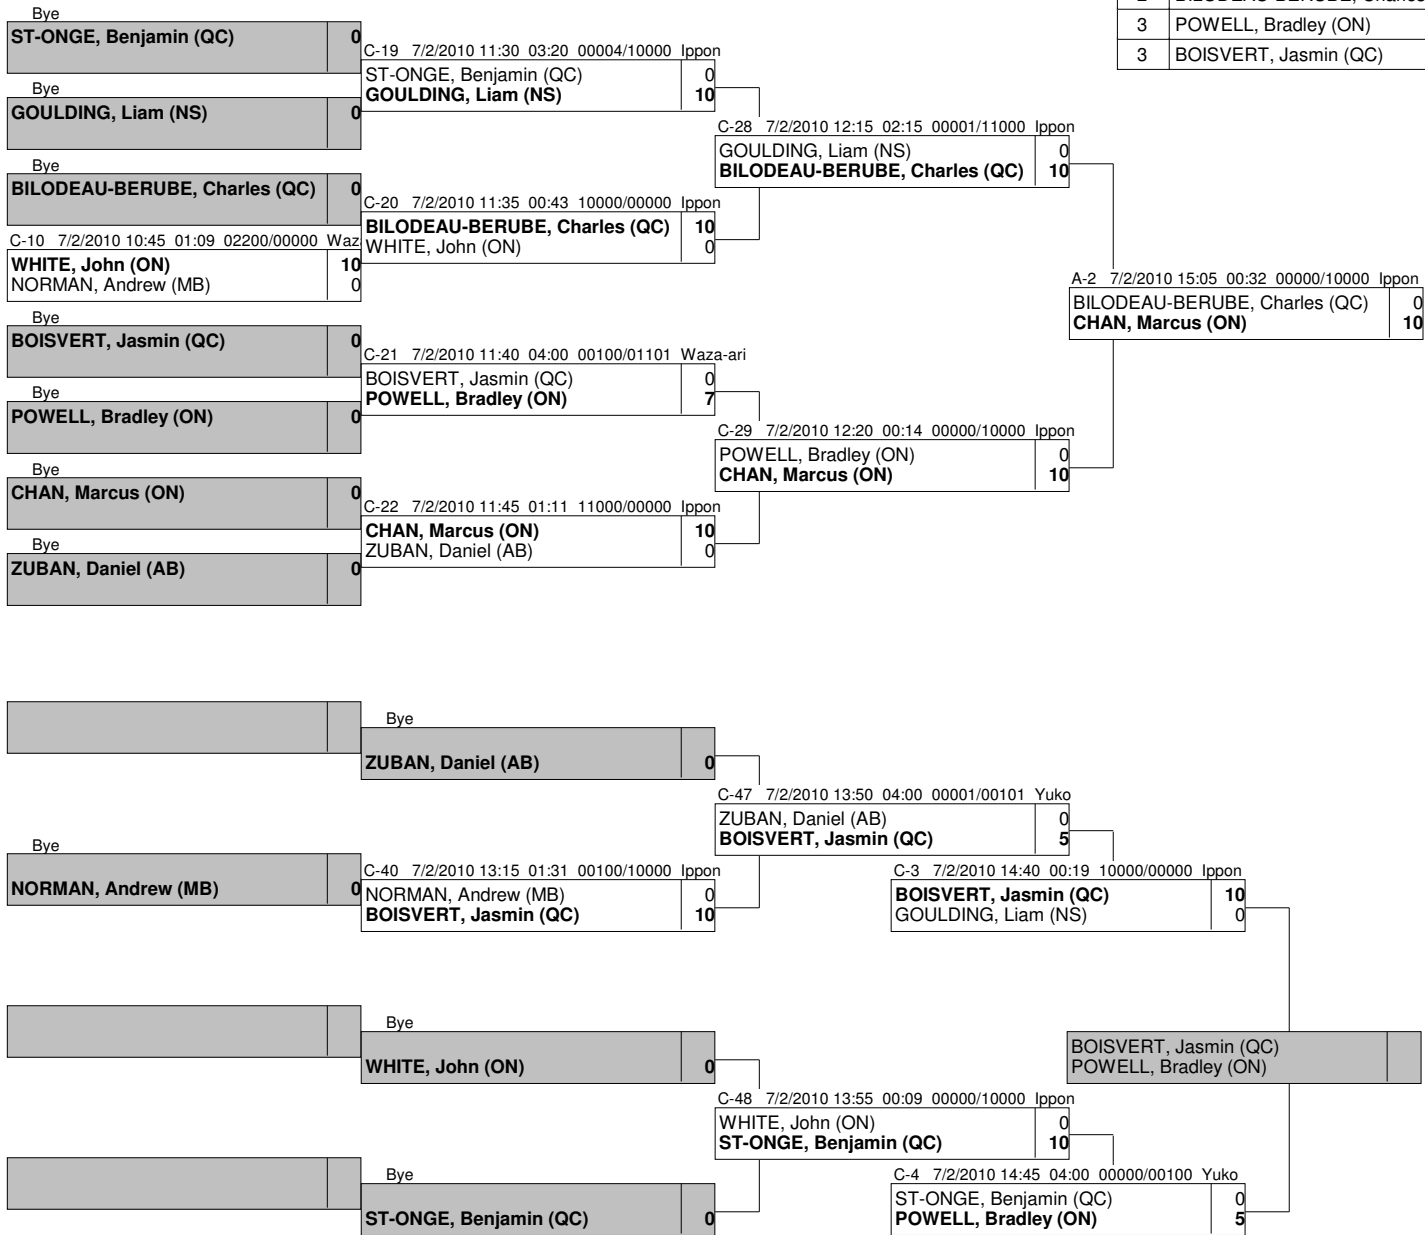 2 BILODEAU-BERUBE, Charles
3 POWELL, Bradley (ON)
3 BOISVERT, Jasmin (QC)
Bye
ST-ONGE, Benjamin (QC) 0
Bye
GOULDING, Liam (NS) 0
Bye
BILODEAU-BERUBE, Charles (QC) 0
C-10 7/2/2010 10:45 01:09 02200/00000 Waz
WHITE, John (ON) 10
NORMAN, Andrew (MB) 0
Bye
BOISVERT, Jasmin (QC) 0
Bye
POWELL, Bradley (ON) 0
Bye
CHAN, Marcus (ON) 0
Bye
ZUBAN, Daniel (AB) 0
C-19 7/2/2010 11:30 03:20 00004/10000 Ippon
ST-ONGE, Benjamin (QC) 0
GOULDING, Liam (NS) 10
C-20 7/2/2010 11:35 00:43 10000/00000 Ippon
BILODEAU-BERUBE, Charles (QC) 10
WHITE, John (ON) 0
C-21 7/2/2010 11:40 04:00 00100/01101 Waza-ari
BOISVERT, Jasmin (QC) 0
POWELL, Bradley (ON) 7
C-22 7/2/2010 11:45 01:11 11000/00000 Ippon
CHAN, Marcus (ON) 10
ZUBAN, Daniel (AB) 0
C-28 7/2/2010 12:15 02:15 00001/11000 Ippon
GOULDING, Liam (NS) 0
BILODEAU-BERUBE, Charles (QC) 10
C-29 7/2/2010 12:20 00:14 00000/10000 Ippon
POWELL, Bradley (ON) 0
CHAN, Marcus (ON) 10
A-2 7/2/2010 15:05 00:32 00000/10000 Ippon
BILODEAU-BERUBE, Charles (QC) 0
CHAN, Marcus (ON) 10
Bye
ZUBAN, Daniel (AB) 0
Bye
NORMAN, Andrew (MB) 0
C-40 7/2/2010 13:15 01:31 00100/10000 Ippon
NORMAN, Andrew (MB) 0
BOISVERT, Jasmin (QC) 10
C-47 7/2/2010 13:50 04:00 00001/00101 Yuko
ZUBAN, Daniel (AB) 0
BOISVERT, Jasmin (QC) 5
C-3 7/2/2010 14:40 00:19 10000/00000 Ippon
BOISVERT, Jasmin (QC) 10
GOULDING, Liam (NS) 0
Bye
WHITE, John (ON) 0
Bye
ST-ONGE, Benjamin (QC) 0
C-48 7/2/2010 13:55 00:09 00000/10000 Ippon
WHITE, John (ON) 0
ST-ONGE, Benjamin (QC) 10
C-4 7/2/2010 14:45 04:00 00000/00100 Yuko
ST-ONGE, Benjamin (QC) 0
POWELL, Bradley (ON) 5
BOISVERT, Jasmin (QC)
POWELL, Bradley (ON)